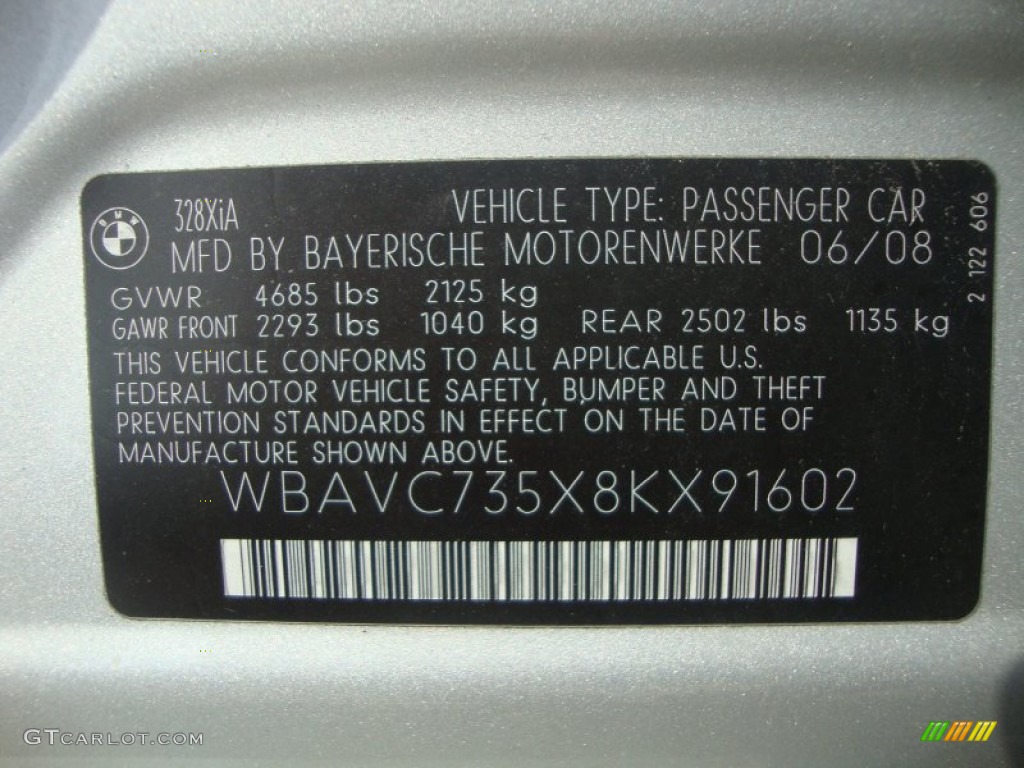 BMW
328XiA
VEHICLE TYPE: PASSENGER CAR
MFD BY BAYERISCHE MOTORENWERKE 06/08
GVWR 4685 lbs 2125 kg
GAWR FRONT 2293 lbs 1040 kg REAR 2502 lbs 1135 kg
THIS VEHICLE CONFORMS TO ALL APPLICABLE U.S.
FEDERAL MOTOR VEHICLE SAFETY, BUMPER AND THEFT
PREVENTION STANDARDS IN EFFECT ON THE DATE OF
MANUFACTURE SHOWN ABOVE.
WBAVC735X8KX91602
2 122 606
GTCARLOT.COM